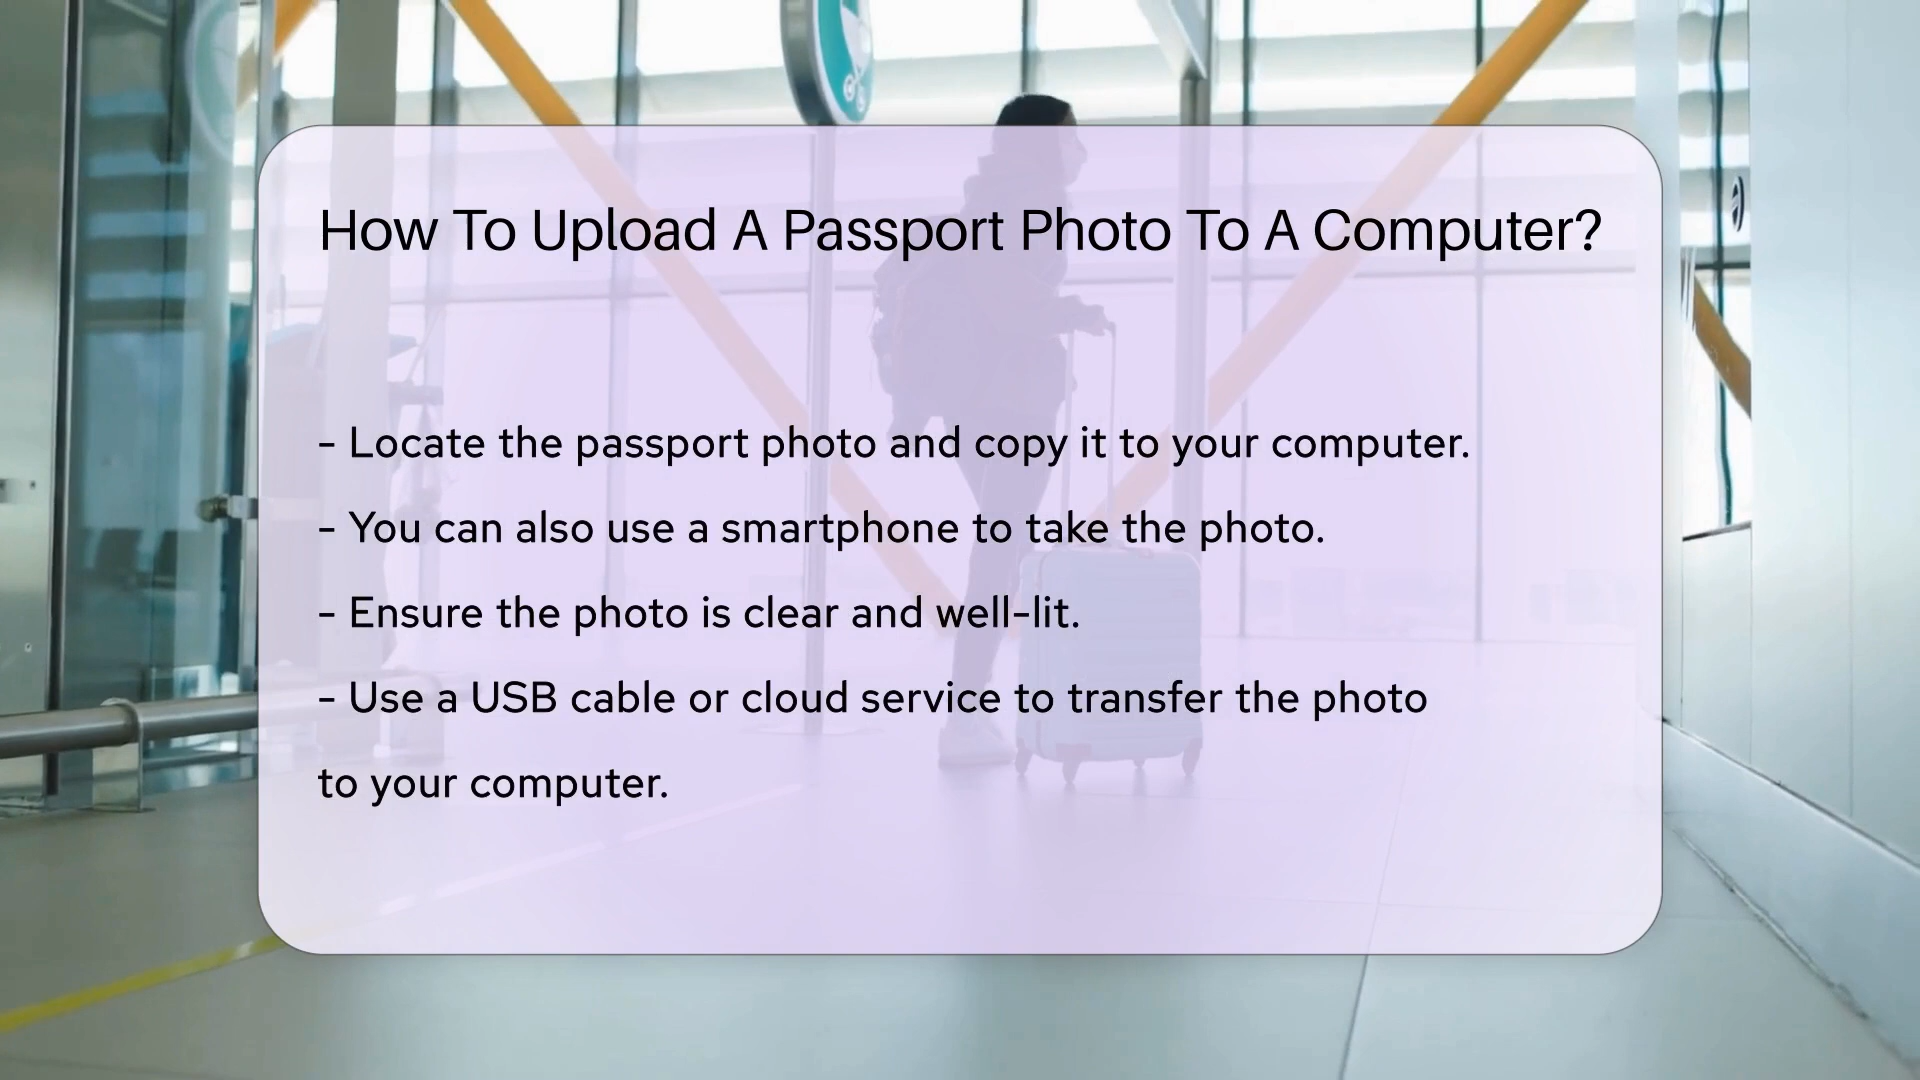 How To Upload A Passport Photo To A Computer?
- Locate the passport photo and copy it to your computer.
- You can also use a smartphone to take the photo.
- Ensure the photo is clear and well-lit.
- Use a USB cable or cloud service to transfer the photo
to your computer.